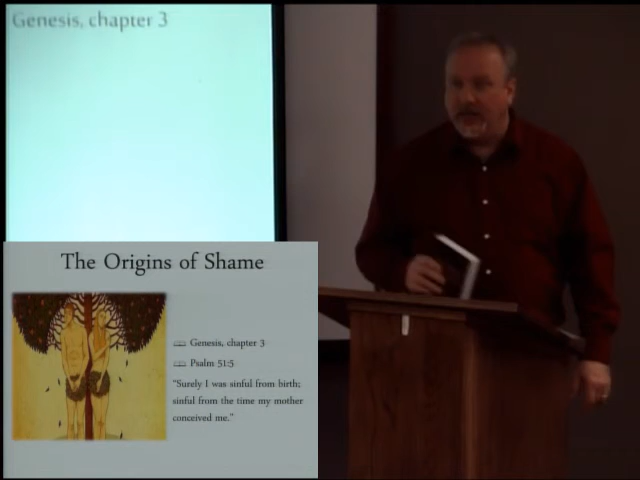 Genesis, chapter 3
The Origins of Shame
Genesis, chapter 3
Psalm 51:5
"Surely I was sinful from birth;
sinful from the time my mother
conceived me."